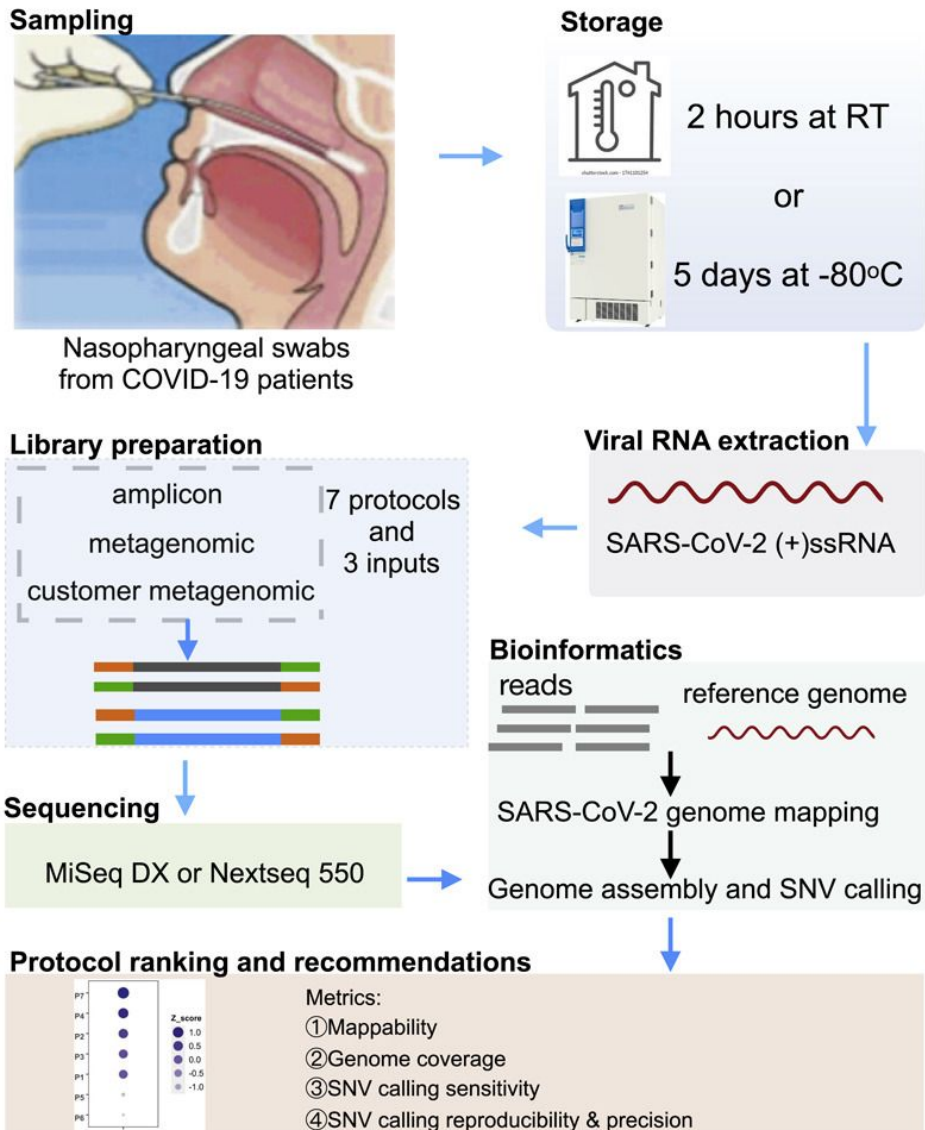 Sampling
Nasopharyngeal swabs
from COVID-19 patients
Storage
shutterstock.com · 1741101254
2 hours at RT
or
5 days at -80ºC
Viral RNA extraction
SARS-CoV-2 (+)ssRNA
Library preparation
amplicon
metagenomic
customer metagenomic
7 protocols
and
3 inputs
Sequencing
MiSeq DX or Nextseq 550
Bioinformatics
reads
reference genome
SARS-CoV-2 genome mapping
Genome assembly and SNV calling
Protocol ranking and recommendations
P7
P4
P2
P3
P1
P5
P6
Z_score
1.0
0.5
0.0
-0.5
-1.0
Metrics:
①Mappability
②Genome coverage
③SNV calling sensitivity
④SNV calling reproducibility & precision